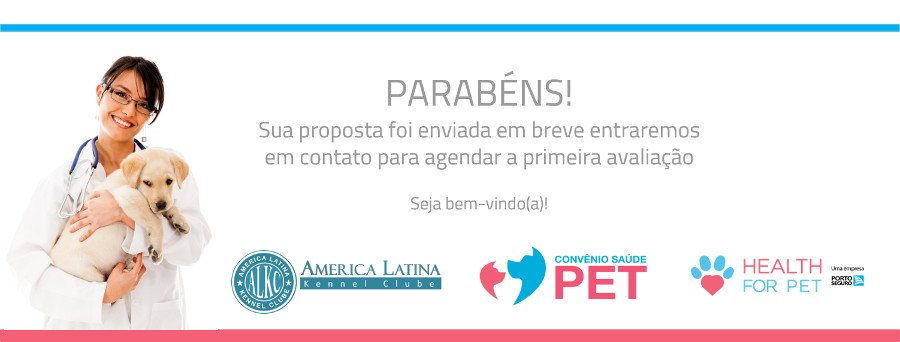 PARABÉNS!
Sua proposta foi enviada em breve entraremos
em contato para agendar a primeira avaliação
Seja bem-vindo(a)!
AMERICA LATINA
ALKC
KENNEL CLUBE
AMERICA LATINA
Kennel Clube
CONVÊNIO SAÚDE
PET
HEALTH
FOR PET
Uma empresa
PORTO
SEGURO